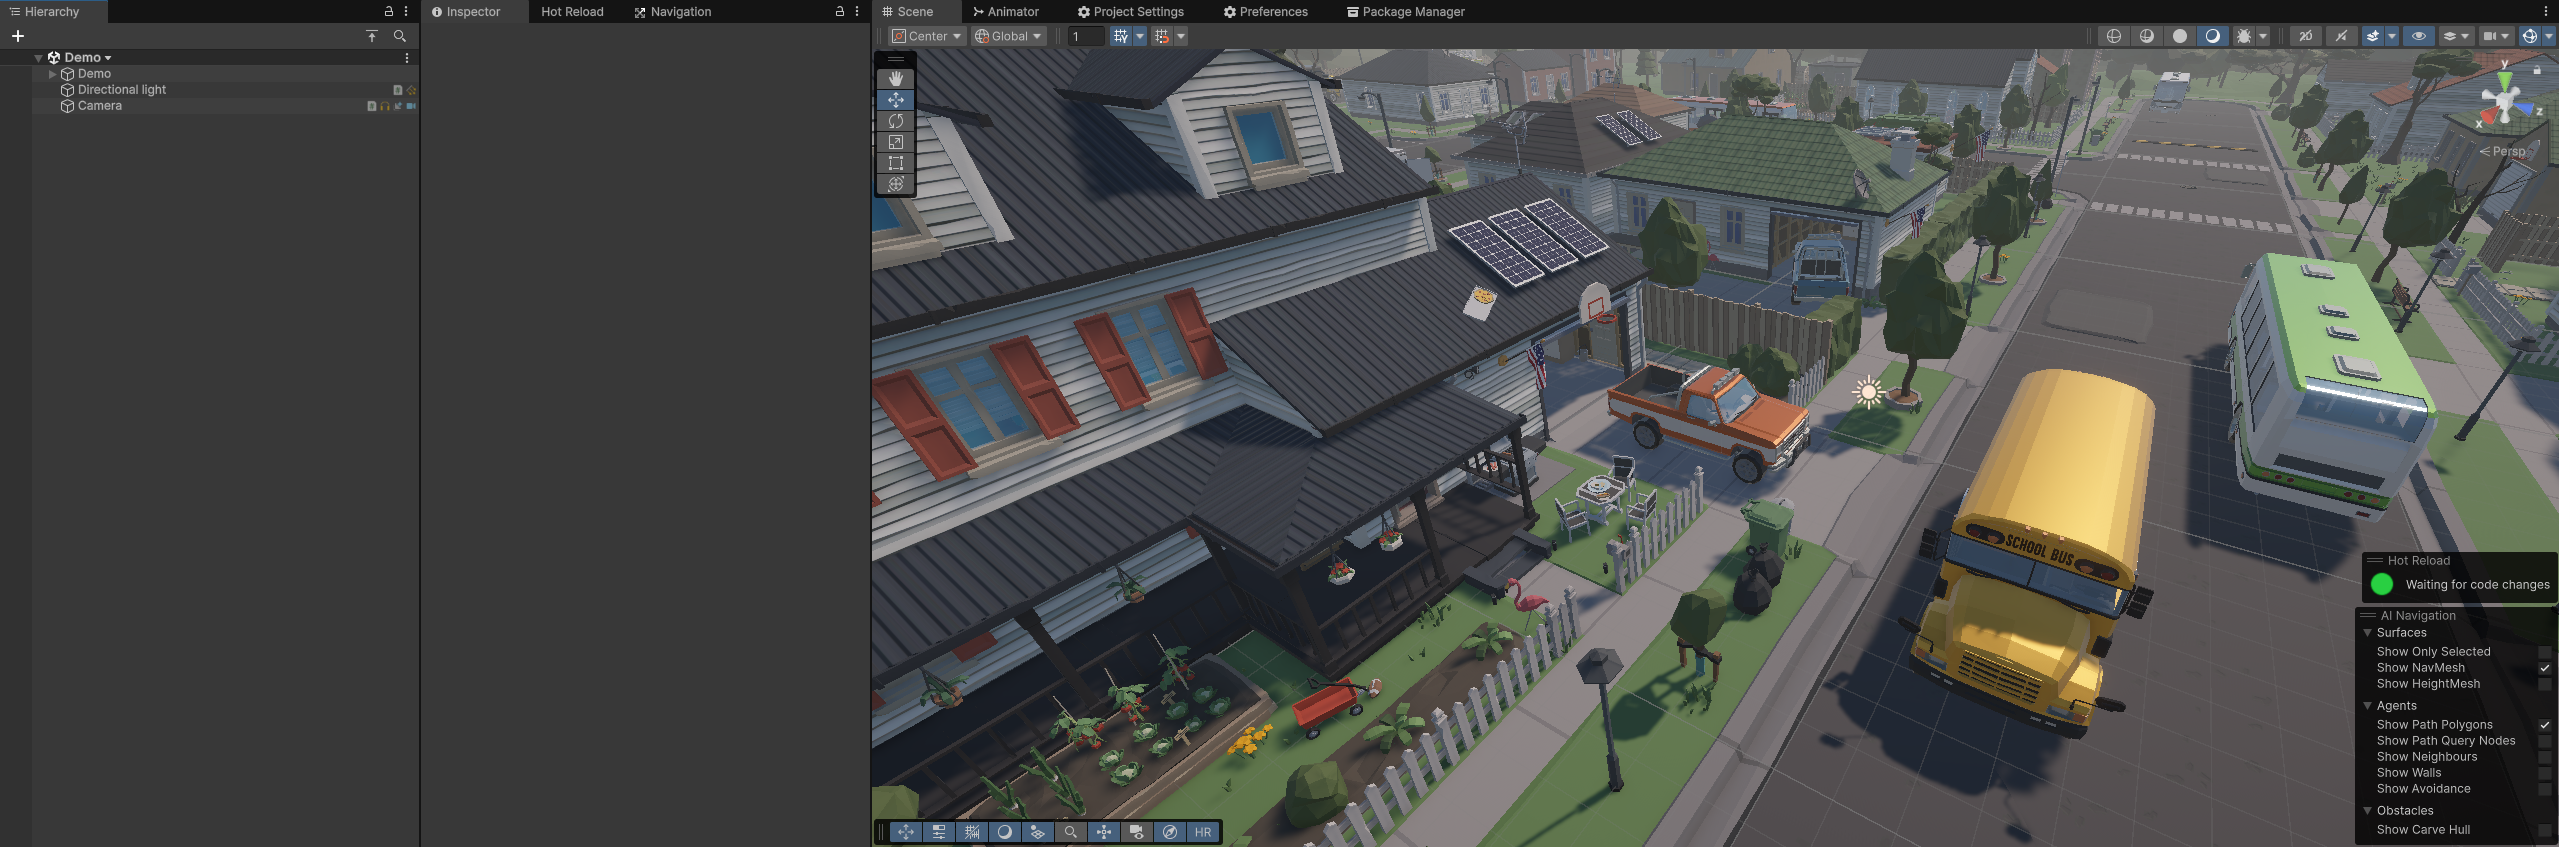 Hierarchy
Inspector
Hot Reload
Navigation
Scene
Animator
Project Settings
Preferences
Package Manager
Center
Global
1
2D
Demo
Demo
Directional light
Camera
y
x
z
Persp
SCHOOL BUS
Hot Reload
Waiting for code changes
AI Navigation
Surfaces
Show Only Selected
Show NavMesh
Show HeightMesh
Agents
Show Path Polygons
Show Path Query Nodes
Show Neighbours
Show Walls
Show Avoidance
Obstacles
Show Carve Hull
HR